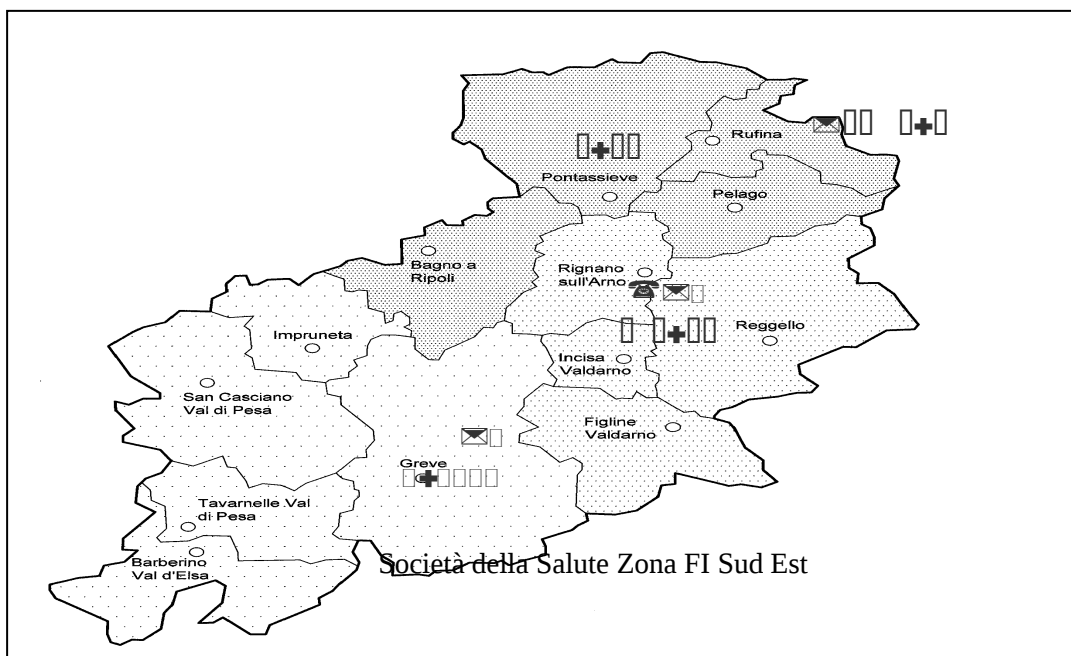 Rufina
Pontassieve
Pelago
Bagno a
Ripoli
Rignano
sull'Arno
Impruneta
Reggello
Incisa
Valdarno
San Casciano
Val di Pesa
Figline
Valdarno
Greve
Tavarnelle Val
di Pesa
Barberino
Val d'Elsa
Società della Salute Zona FI Sud Est